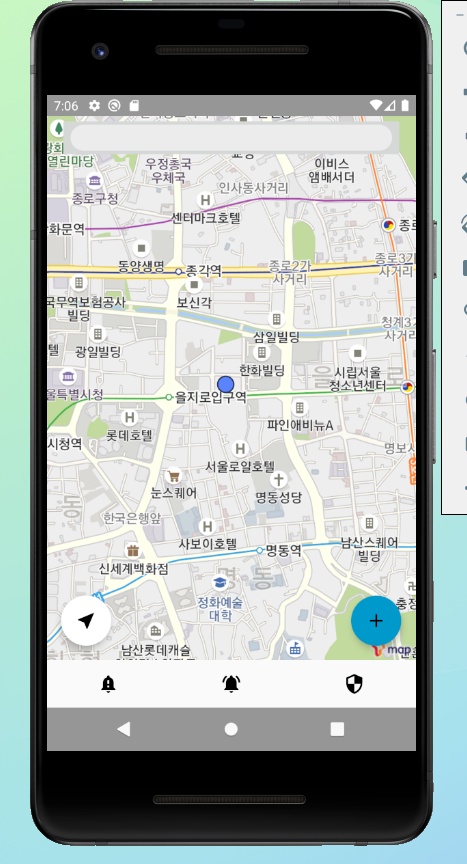 7:06
광회
열린마당
우정총국
우체국
이비스
앰배서더
종로구청
인사동사거리
센터마크호텔
화문역
종로
동양생명
종각역
종로2가
사거리
종로3가
사거리
국무역보험공사
빌딩
보신각
삼일빌딩
청계3가
사거리
텔
광일빌딩
한화빌딩
시립서울
청소년센터
울특별시청
을지로입구역
파인애비뉴A
시청역
롯데호텔
명보사
서울로얄호텔
눈스퀘어
명동성당
한국은행앞
사보이호텔
명동역
남산스퀘어
빌딩
신세계백화점
명동
정화예술
대학
충정
남산롯데캐슬
T map